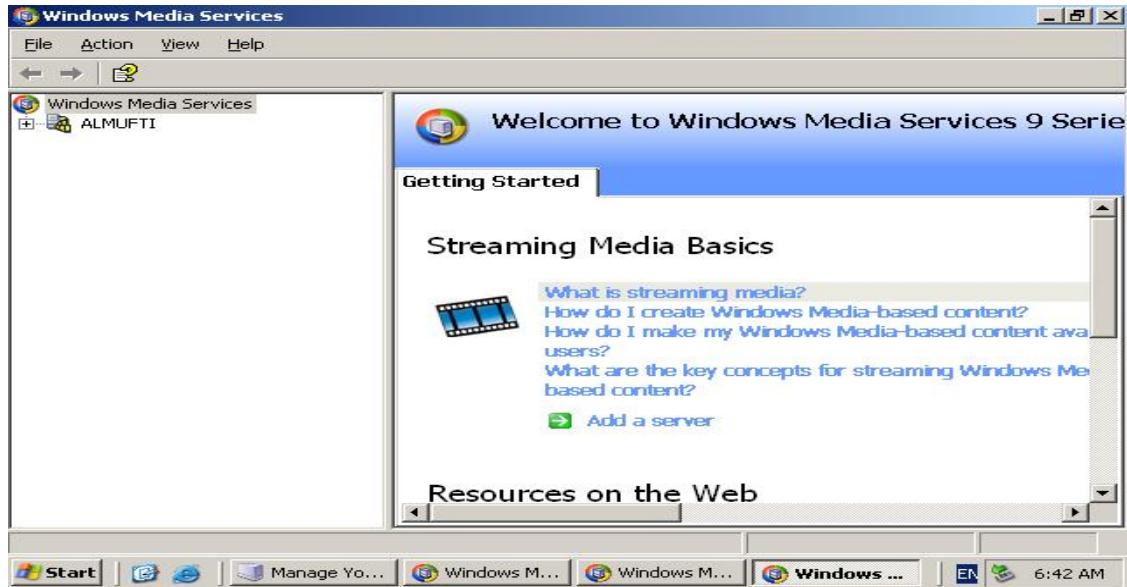 Windows Media Services
File Action View Help
Windows Media Services
ALMUFTI
Welcome to Windows Media Services 9 Serie
Getting Started
Streaming Media Basics
What is streaming media?
How do I create Windows Media-based content?
How do I make my Windows Media-based content ava
users?
What are the key concepts for streaming Windows Me
based content?
Add a server
Resources on the Web
Start Manage Yo... Windows M... Windows M... Windows ... EN 6:42 AM